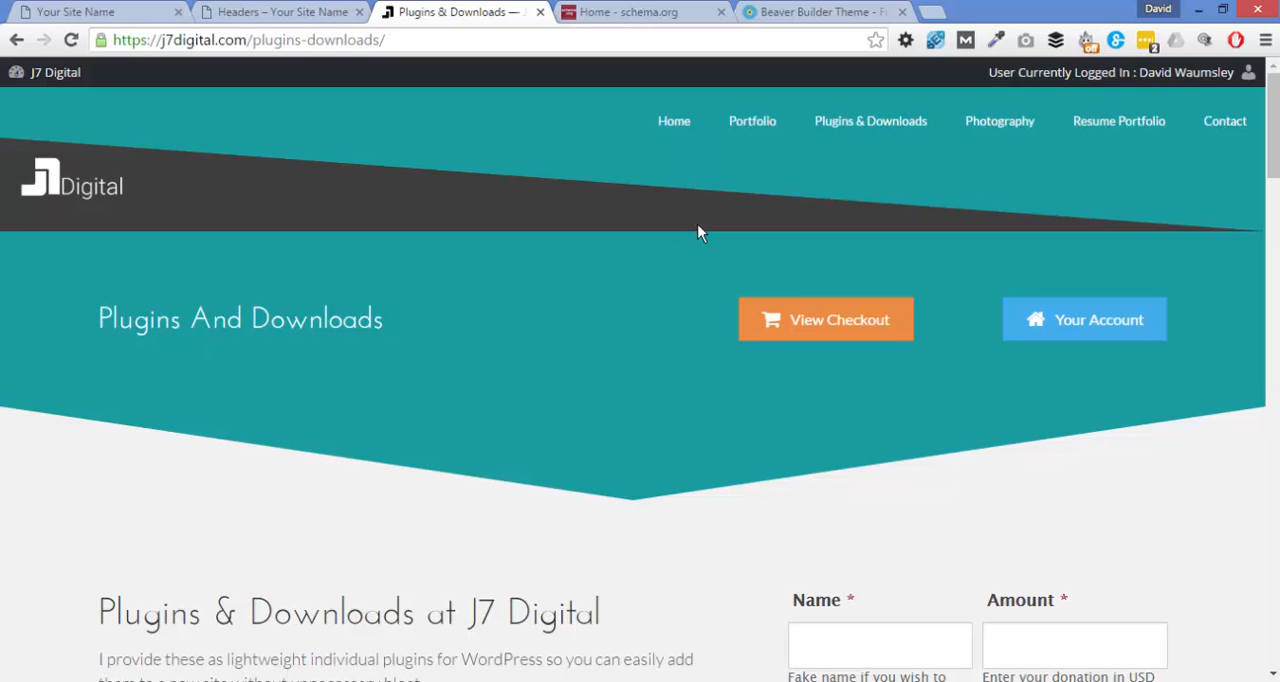 Your Site Name
Headers – Your Site Name
Plugins & Downloads —
Home - schema.org
Beaver Builder Theme - F
David
https://j7digital.com/plugins-downloads/
2
J7 Digital
User Currently Logged In : David Waumsley
Home
Portfolio
Plugins & Downloads
Photography
Resume Portfolio
Contact
J7Digital
Plugins And Downloads
View Checkout
Your Account
Plugins & Downloads at J7 Digital
Name *
Amount *
I provide these as lightweight individual plugins for WordPress so you can easily add
Fake name if you wish to
Enter your donation in USD